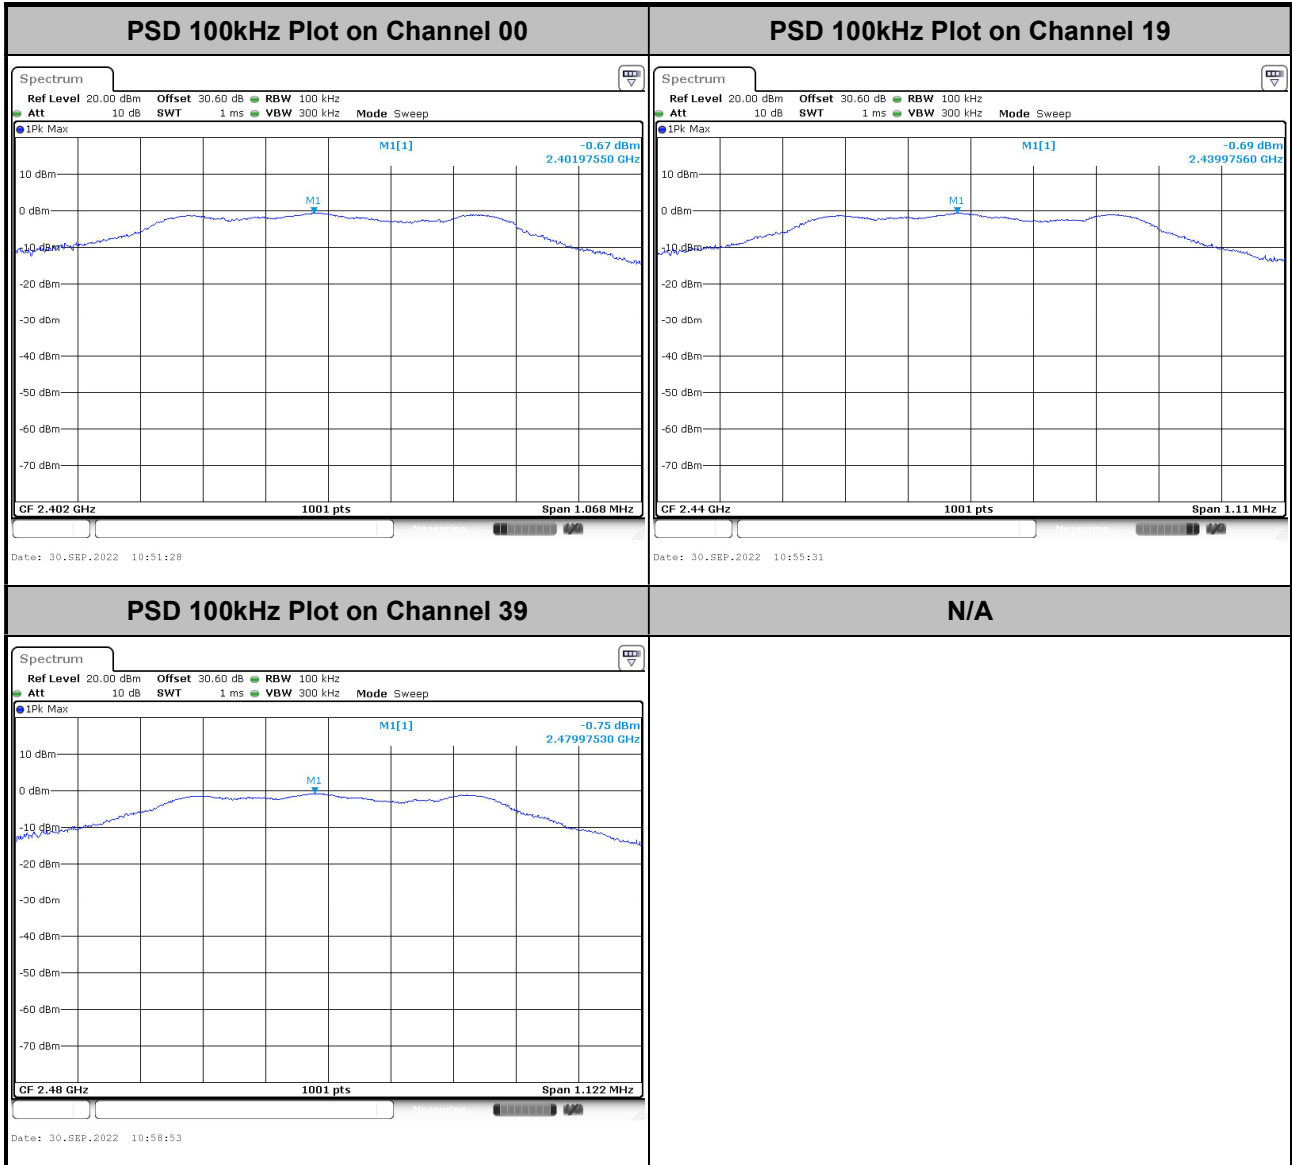 PSD 100kHz Plot on Channel 00
PSD 100kHz Plot on Channel 19
Spectrum
Ref Level 20.00 dBm Offset 30.60 dB RBW 100 kHz
Att 10 dB SWT 1 ms VBW 300 kHz Mode Sweep
1Pk Max
M1[1] -0.67 dBm
2.40197550 GHz
10 dBm
M1
0 dBm
-10 dBm
-20 dBm
-30 dBm
-40 dBm
-50 dBm
-60 dBm
-70 dBm
CF 2.402 GHz 1001 pts Span 1.068 MHz
Measuring...
Date: 30.SEP.2022 10:51:28
Spectrum
Ref Level 20.00 dBm Offset 30.60 dB RBW 100 kHz
Att 10 dB SWT 1 ms VBW 300 kHz Mode Sweep
1Pk Max
M1[1] -0.69 dBm
2.43997560 GHz
10 dBm
M1
0 dBm
-10 dBm
-20 dBm
-30 dBm
-40 dBm
-50 dBm
-60 dBm
-70 dBm
CF 2.44 GHz 1001 pts Span 1.11 MHz
Measuring...
Date: 30.SEP.2022 10:55:31
PSD 100kHz Plot on Channel 39
N/A
Spectrum
Ref Level 20.00 dBm Offset 30.60 dB RBW 100 kHz
Att 10 dB SWT 1 ms VBW 300 kHz Mode Sweep
1Pk Max
M1[1] -0.75 dBm
2.47997530 GHz
10 dBm
M1
0 dBm
-10 dBm
-20 dBm
-30 dBm
-40 dBm
-50 dBm
-60 dBm
-70 dBm
CF 2.48 GHz 1001 pts Span 1.122 MHz
Measuring...
Date: 30.SEP.2022 10:58:53